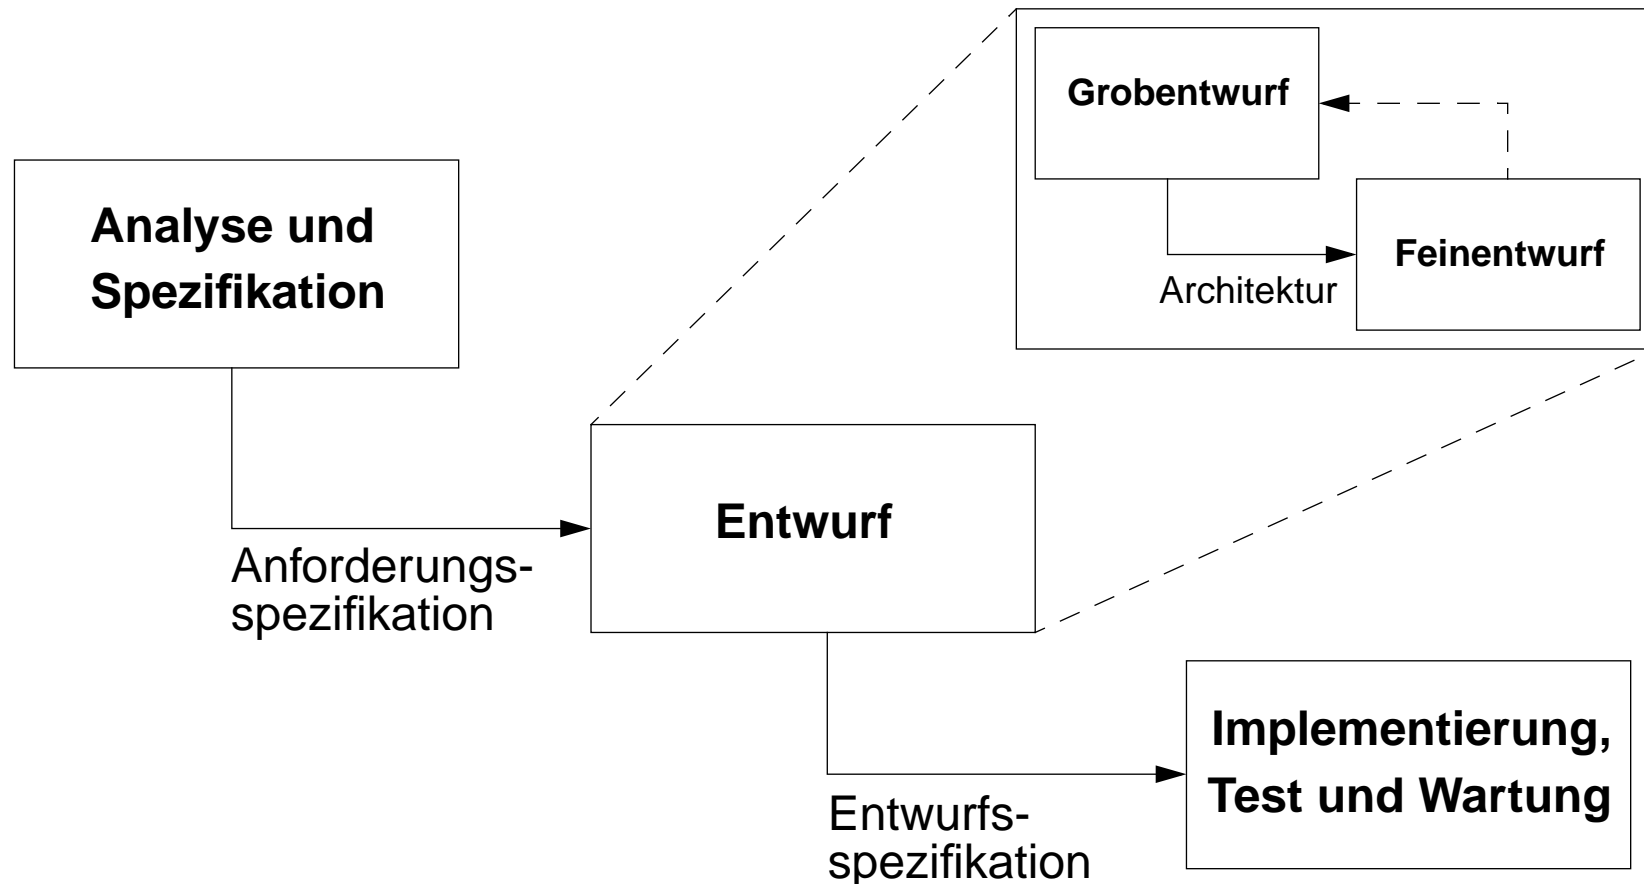 Grobentwurf
Analyse und
Spezifikation
Feinentwurf
Architektur
Entwurf
Anforderungs-
spezifikation
Implementierung,
Test und Wartung
Entwurfs-
spezifikation